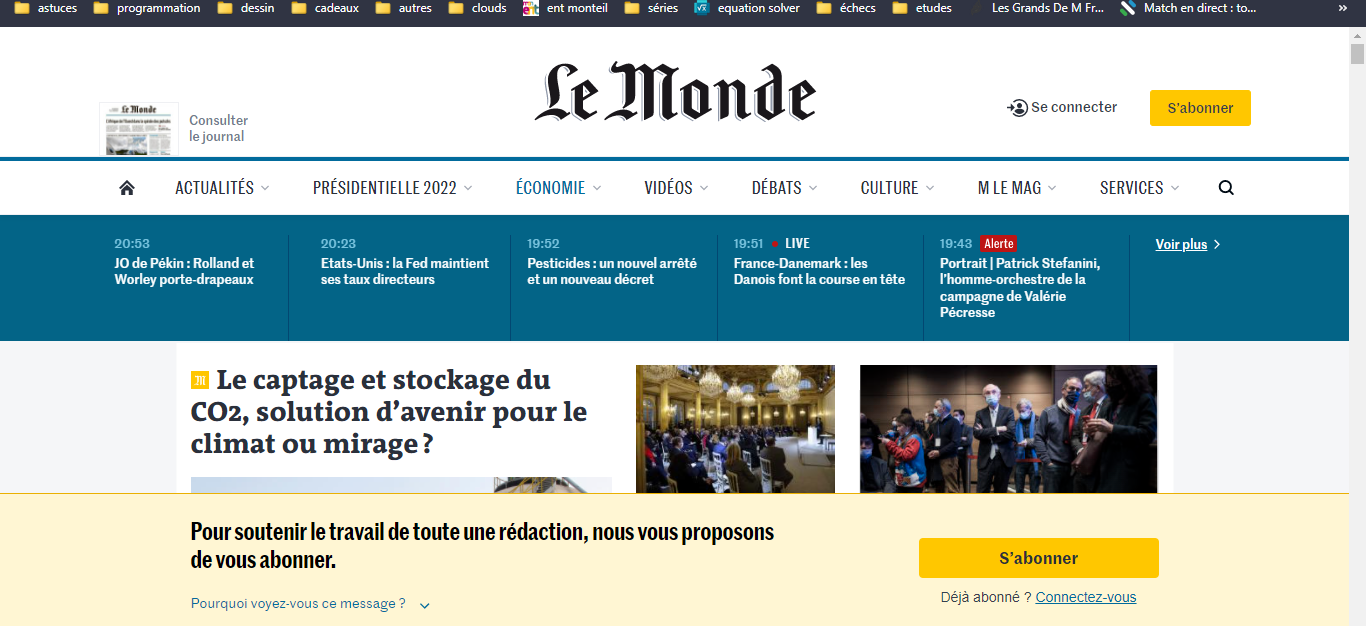 astuces programmation dessin cadeaux autres clouds ent monteil séries equation solver échecs etudes Les Grands De M Fr... Match en direct : to... »
Le Monde
Le Monde
Consulter
le journal
Se connecter
S'abonner
ACTUALITÉS PRÉSIDENTIELLE 2022 ÉCONOMIE VIDÉOS DÉBATS CULTURE M LE MAG SERVICES
20:53
JO de Pékin : Rolland et
Worley porte-drapeaux
20:23
Etats-Unis : la Fed maintient
ses taux directeurs
19:52
Pesticides : un nouvel arrêté
et un nouveau décret
19:51 LIVE
France-Danemark : les
Danois font la course en tête
19:43 Alerte
Portrait | Patrick Stefanini,
l'homme-orchestre de la
campagne de Valérie
Pécresse
Voir plus
M Le captage et stockage du
CO2, solution d'avenir pour le
climat ou mirage ?
Pour soutenir le travail de toute une rédaction, nous vous proposons
de vous abonner.
Pourquoi voyez-vous ce message ?
S'abonner
Déjà abonné ? Connectez-vous